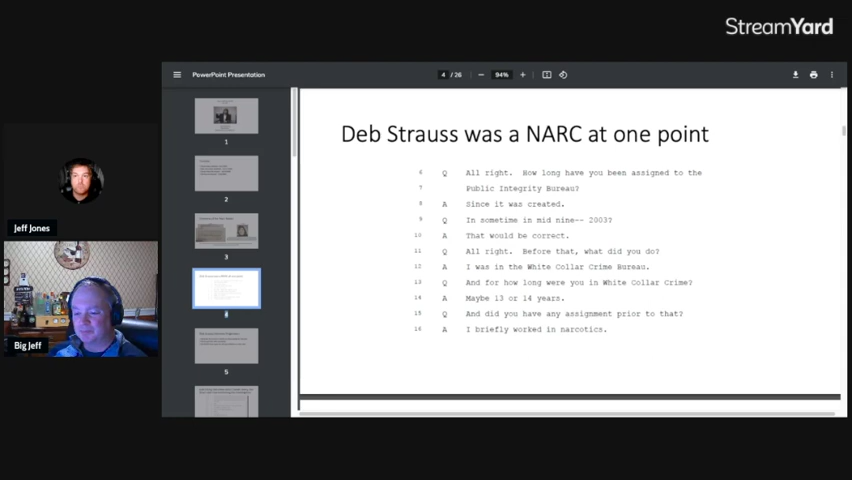 StreamYard
PowerPoint Presentation
4 / 26
94%
1
2
3
4
5
Deb Strauss was a NARC at one point
6 Q All right. How long have you been assigned to the
7 Public Integrity Bureau?
8 A Since it was created.
9 Q In sometime in mid nine-- 2003?
10 A That would be correct.
11 Q All right. Before that, what did you do?
12 A I was in the White Collar Crime Bureau.
13 Q And for how long were you in White Collar Crime?
14 A Maybe 13 or 14 years.
15 Q And did you have any assignment prior to that?
16 A I briefly worked in narcotics.
Jeff Jones
Big Jeff